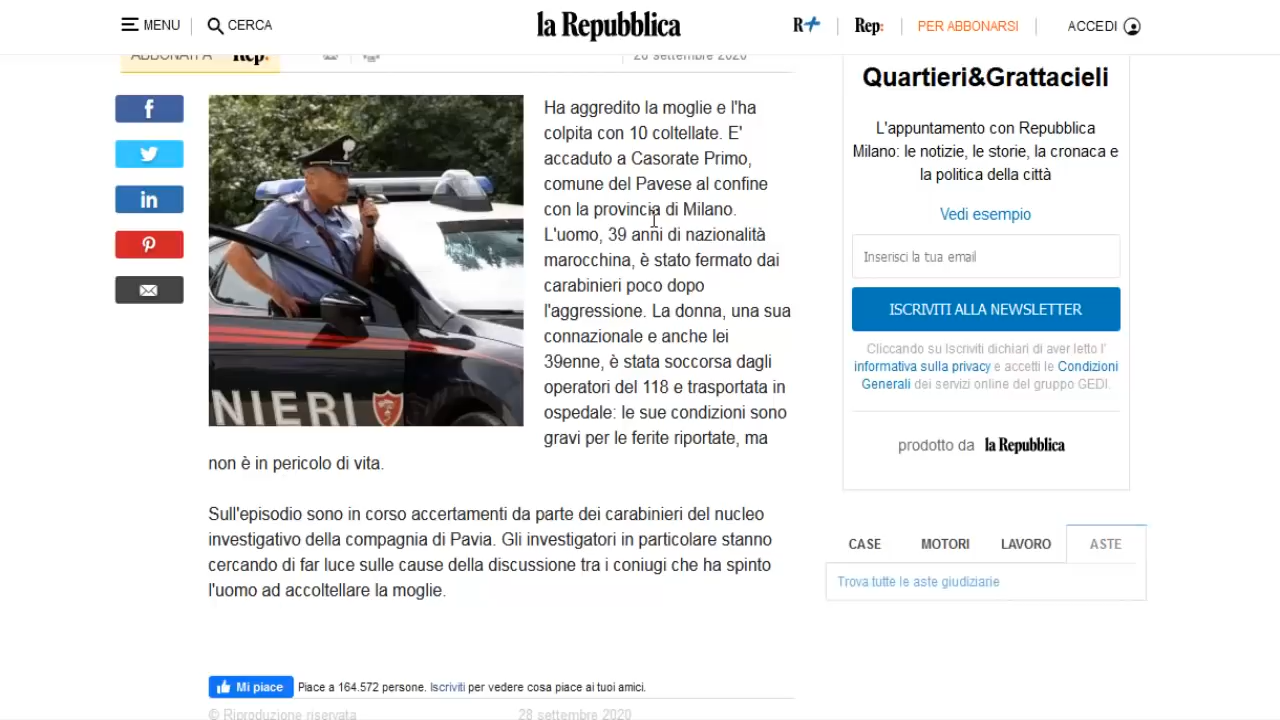 MENU
CERCA
la Repubblica
R+
Rep:
PER ABBONARSI
ACCEDI
ABBONATI A Rep:
28 settembre 2020
Ha aggredito la moglie e l'ha
colpita con 10 coltellate. E'
accaduto a Casorate Primo,
comune del Pavese al confine
con la provincia di Milano.
L'uomo, 39 anni di nazionalità
marocchina, è stato fermato dai
carabinieri poco dopo
l'aggressione. La donna, una sua
connazionale e anche lei
39enne, è stata soccorsa dagli
operatori del 118 e trasportata in
ospedale: le sue condizioni sono
gravi per le ferite riportate, ma
non è in pericolo di vita.
NIERI
Sull'episodio sono in corso accertamenti da parte dei carabinieri del nucleo
investigativo della compagnia di Pavia. Gli investigatori in particolare stanno
cercando di far luce sulle cause della discussione tra i coniugi che ha spinto
l'uomo ad accoltellare la moglie.
Mi piace
Piace a 164.572 persone. Iscriviti per vedere cosa piace ai tuoi amici.
© Riproduzione riservata
28 settembre 2020
Quartieri&Grattacieli
L'appuntamento con Repubblica
Milano: le notizie, le storie, la cronaca e
la politica della città
Vedi esempio
Inserisci la tua email
ISCRIVITI ALLA NEWSLETTER
Cliccando su Iscriviti dichiari di aver letto l'
informativa sulla privacy e accetti le Condizioni
Generali dei servizi online del gruppo GEDI.
prodotto da la Repubblica
CASE
MOTORI
LAVORO
ASTE
Trova tutte le aste giudiziarie